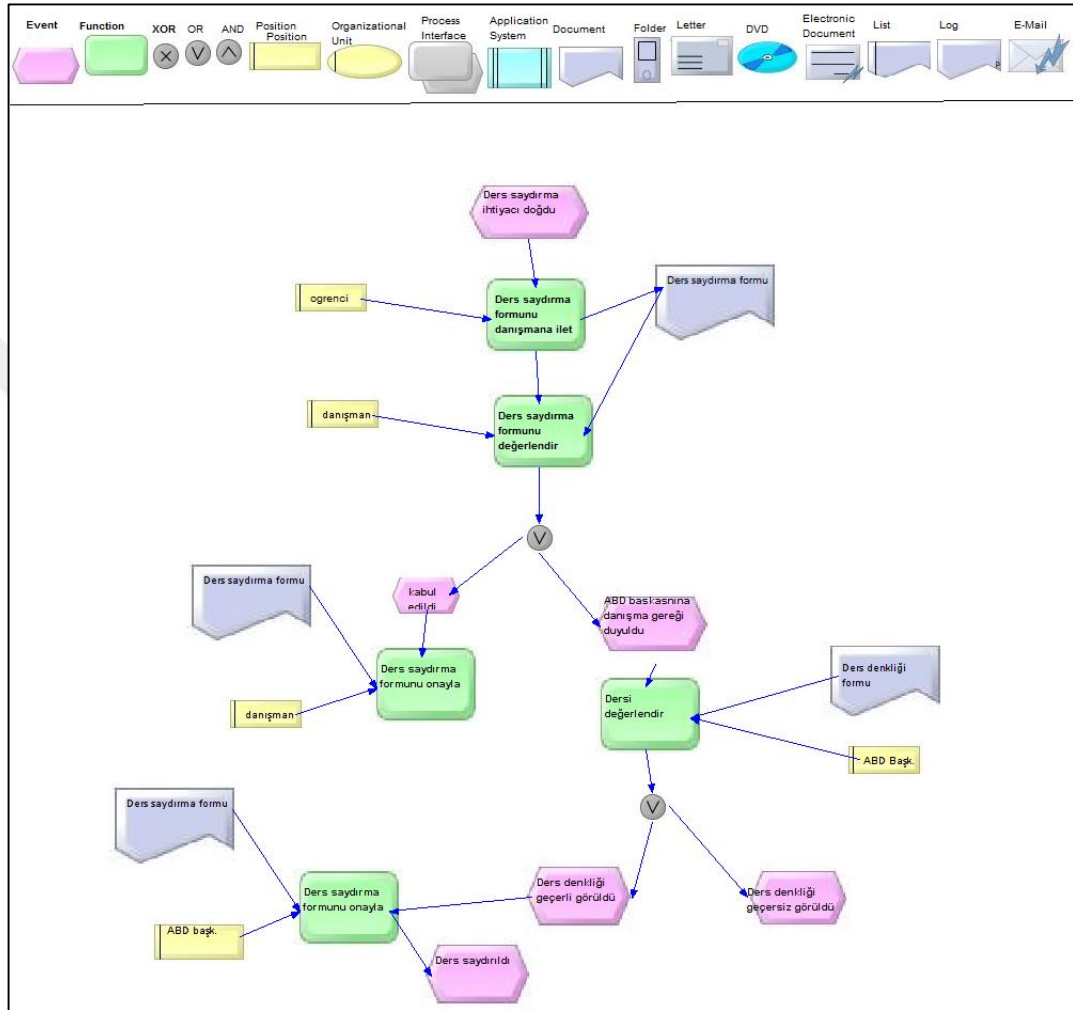 Event
Function
XOR
OR
AND
Position
Position
Organizational
Unit
Process
Interface
Application
System
Document
Folder
Letter
DVD
Electronic
Document
List
Log
E-Mail
P
Ders saydırma
ihtiyacı doğdu
ogrenci
Ders saydırma
formunu
danışmana ilet
Ders saydırma formu
danışman
Ders saydırma
formunu
değerlendir
Ders saydırma formu
kabul
edildi
ABD baskasnına
danışma gereği
duyuldu
Ders saydırma
formunu onayla
danışman
Dersi
değerlendir
Ders denkliği
formu
ABD Başk.
Ders saydırma formu
Ders saydırma
formunu onayla
Ders denkliği
geçerli görüldü
Ders denkliği
geçersiz görüldü
ABD başk.
Ders saydırıldı